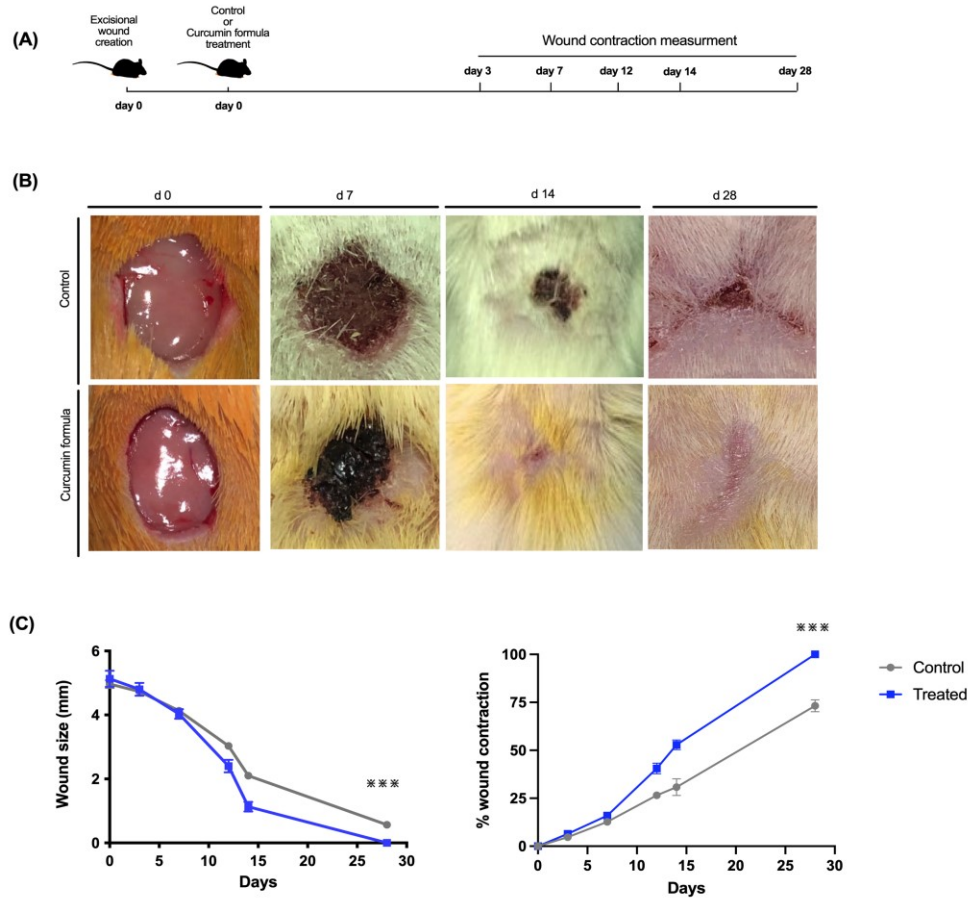 (A)
Excisional
wound
creation
Control
or
Curcumin formula
treatment
day 0
day 0
Wound contraction measurment
day 3
day 7
day 12
day 14
day 28
(B)
d 0
d 7
d 14
d 28
Control
Curcumin formula
(C)
6
4
2
0
Wound size (mm)
0
5
10
15
20
25
30
Days
⁜⁜⁜
100
75
50
25
0
% wound contraction
0
5
10
15
20
25
30
Days
⁜⁜⁜
Control
Treated